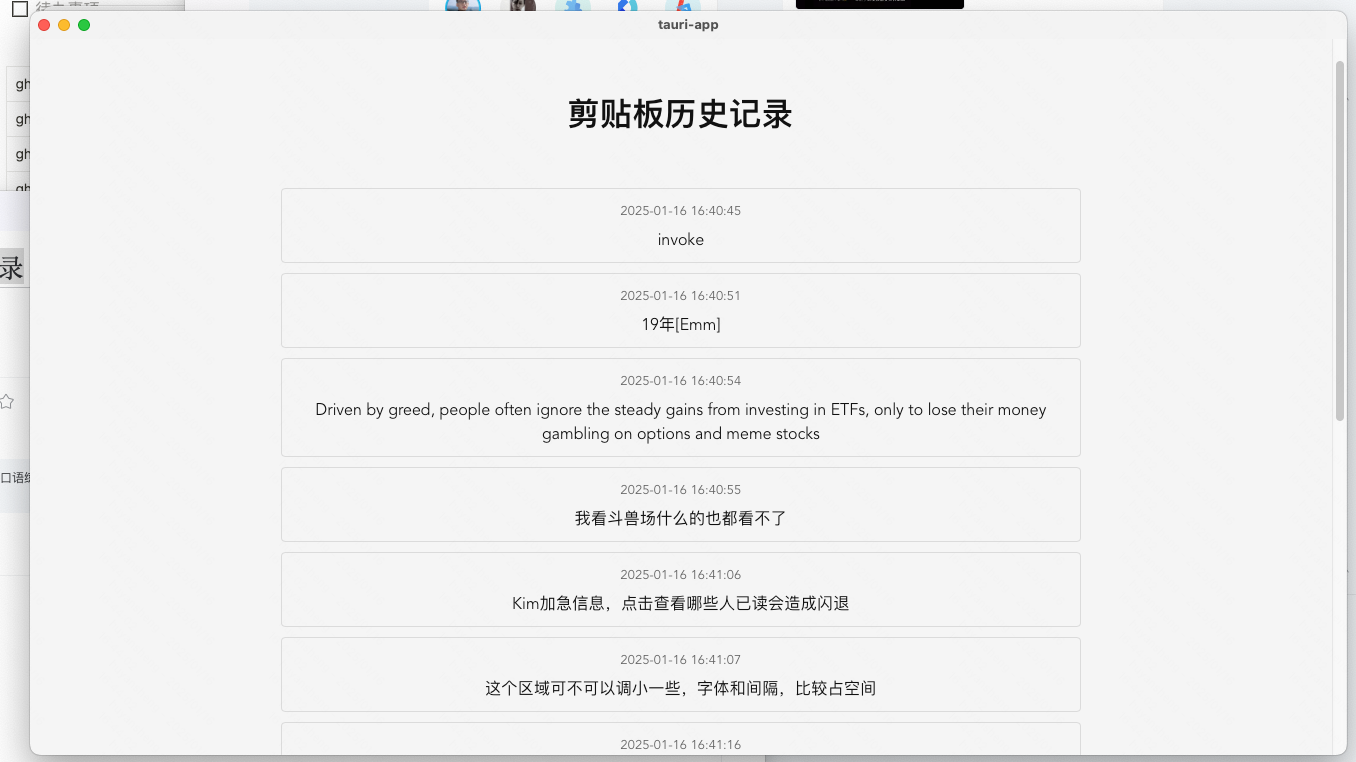 tauri-app
剪贴板历史记录
2025-01-16 16:40:45
invoke
2025-01-16 16:40:51
19年[Emm]
2025-01-16 16:40:54
Driven by greed, people often ignore the steady gains from investing in ETFs, only to lose their money
gambling on options and meme stocks
2025-01-16 16:40:55
我看斗兽场什么的也都看不了
2025-01-16 16:41:06
Kim加急信息，点击查看哪些人已读会造成闪退
2025-01-16 16:41:07
这个区域可不可以调小一些，字体和间隔，比较占空间
2025-01-16 16:41:16
gh
gh
gh
gh
录
口语